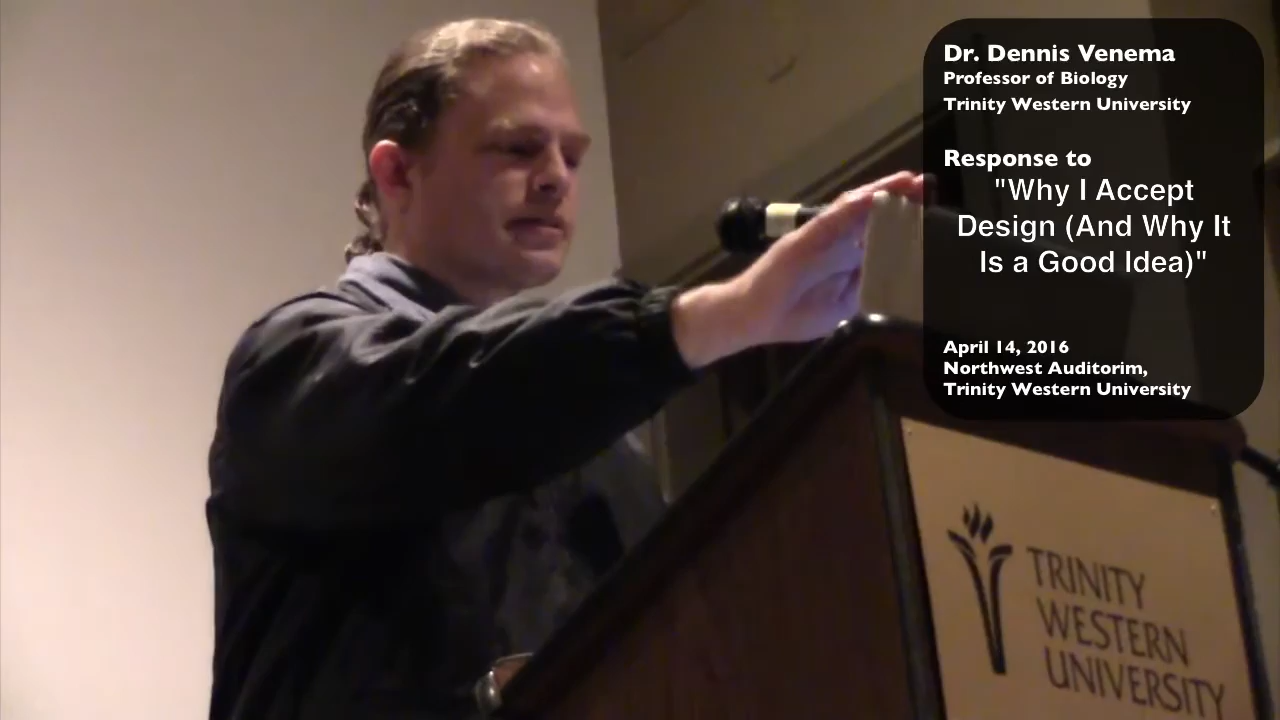 Dr. Dennis Venema
Professor of Biology
Trinity Western University
Response to
"Why I Accept
Design (And Why It
Is a Good Idea)"
April 14, 2016
Northwest Auditorim,
Trinity Western University
TRINITY
WESTERN
UNIVERSITY